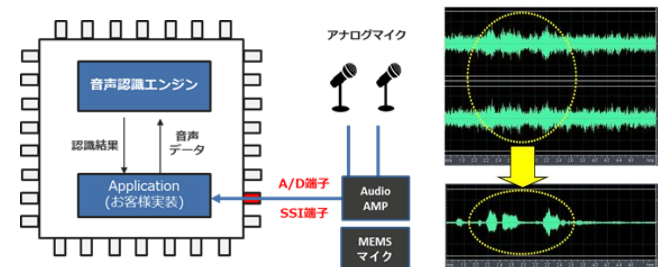 アナログマイク
音声認識エンジン
認識結果
音声
データ
Application
(お客様実装)
A/D端子
SSI端子
Audio
AMP
MEMS
マイク